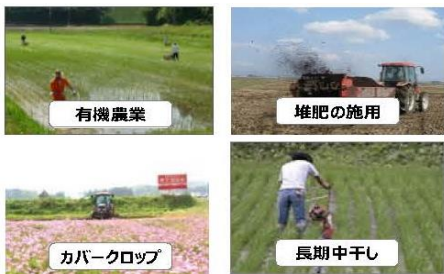 有機農業
堆肥の施用
カバークロップ
長期中干し